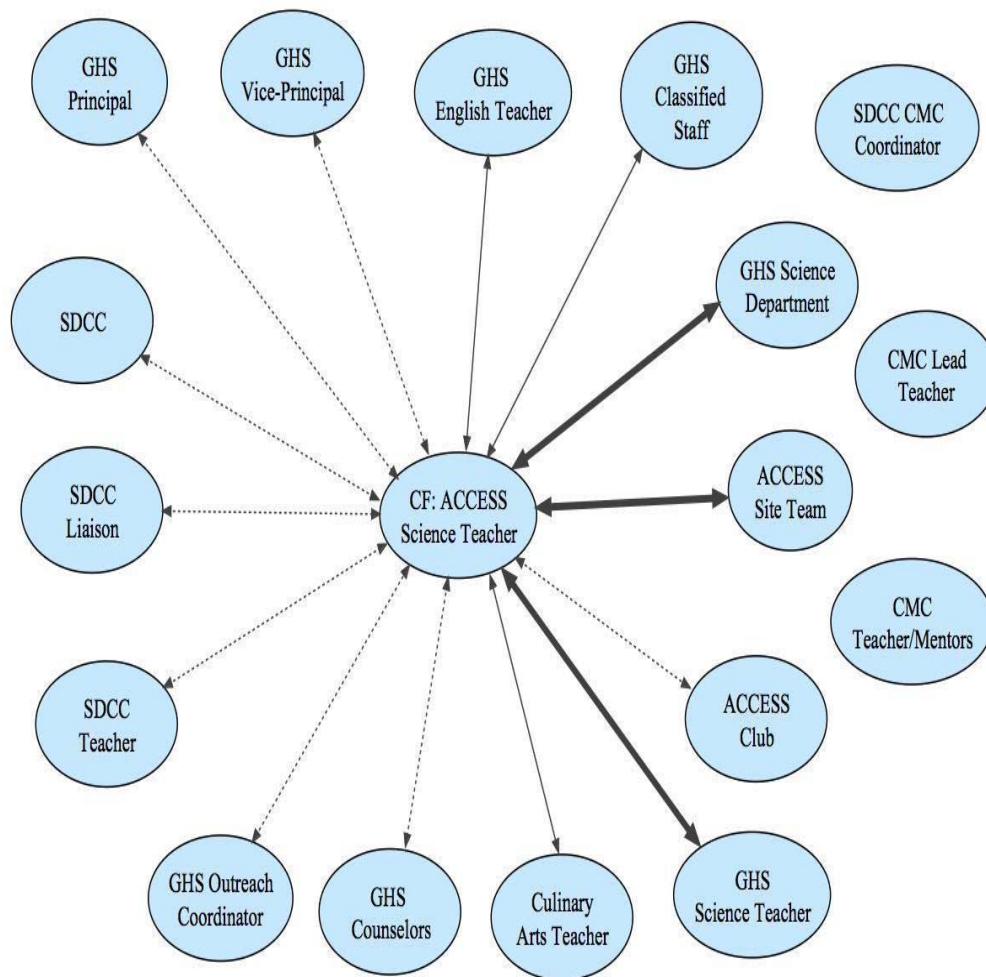 GHS
Principal
GHS
Vice-Principal
GHS
English Teacher
GHS
Classified
Staff
SDCC CMC
Coordinator
SDCC
GHS Science
Department
CMC Lead
Teacher
SDCC
Liaison
CF: ACCESS
Science Teacher
ACCESS
Site Team
CMC
Teacher/Mentors
SDCC
Teacher
ACCESS
Club
GHS Outreach
Coordinator
GHS
Counselors
Culinary
Arts Teacher
GHS
Science Teacher